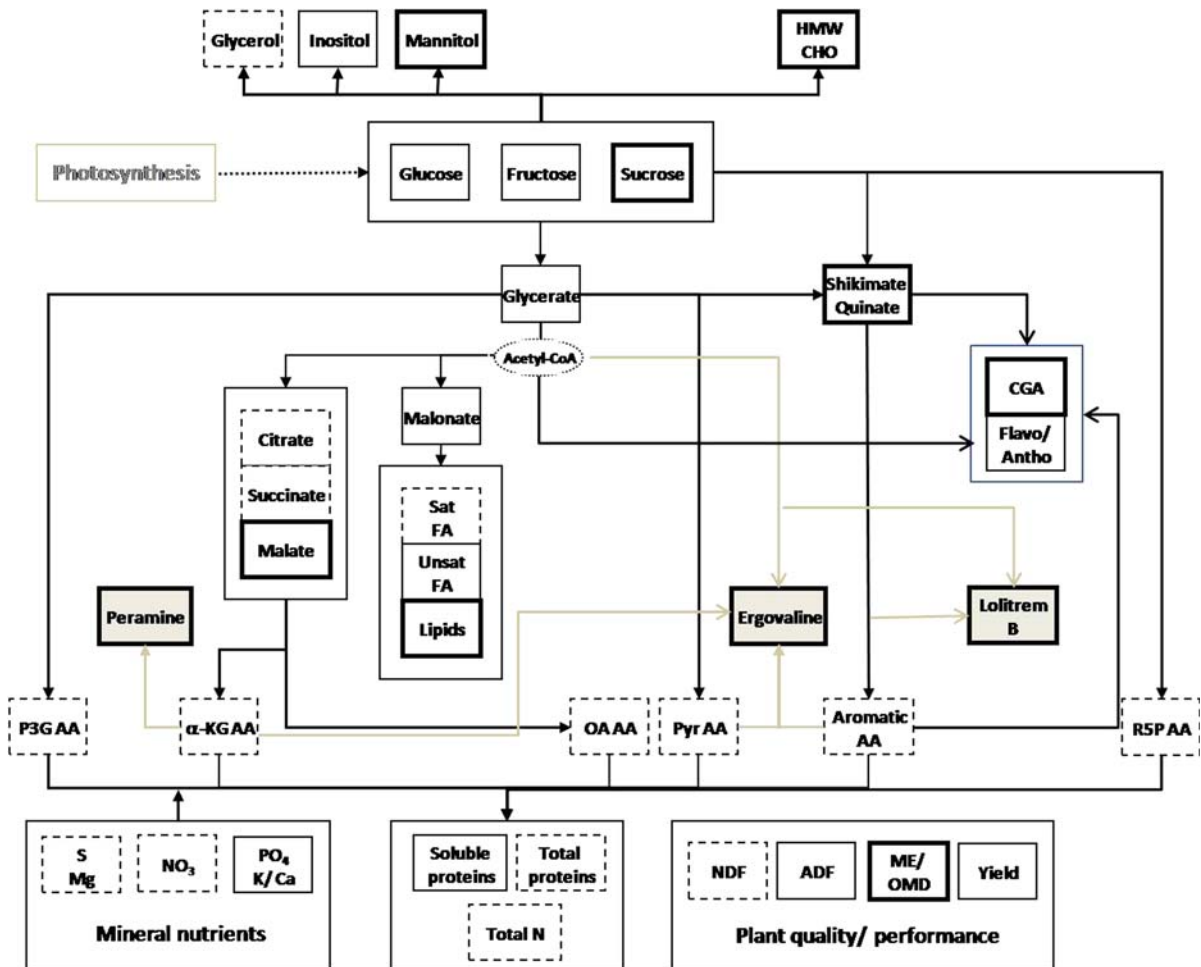 Glycerol
Inositol
Mannitol
HMW
CHO
Photosynthesis
Glucose
Fructose
Sucrose
Glycerate
Shikimate
Quinate
Acetyl-CoA
CGA
Flavo/
Antho
Citrate
Succinate
Malate
Malonate
Sat
FA
Unsat
FA
Lipids
Peramine
Ergovaline
Lolitrem
B
P3G AA
α-KG AA
OA AA
Pyr AA
Aromatic
AA
R5P AA
S
Mg
NO₃
PO₄
K/ Ca
Mineral nutrients
Soluble
proteins
Total
proteins
Total N
NDF
ADF
ME/
OMD
Yield
Plant quality/ performance